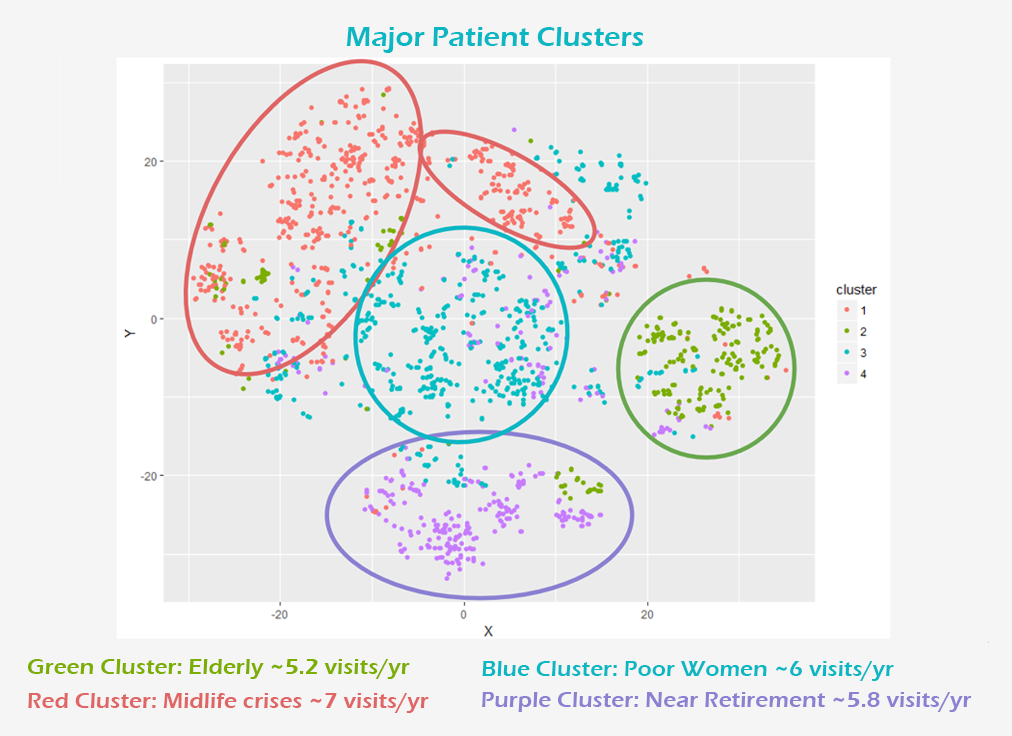 Major Patient Clusters
20
0
-20
Y
-20
0
20
X
cluster
1
2
3
4
Green Cluster: Elderly ~5.2 visits/yr
Blue Cluster: Poor Women ~6 visits/yr
Red Cluster: Midlife crises ~7 visits/yr
Purple Cluster: Near Retirement ~5.8 visits/yr